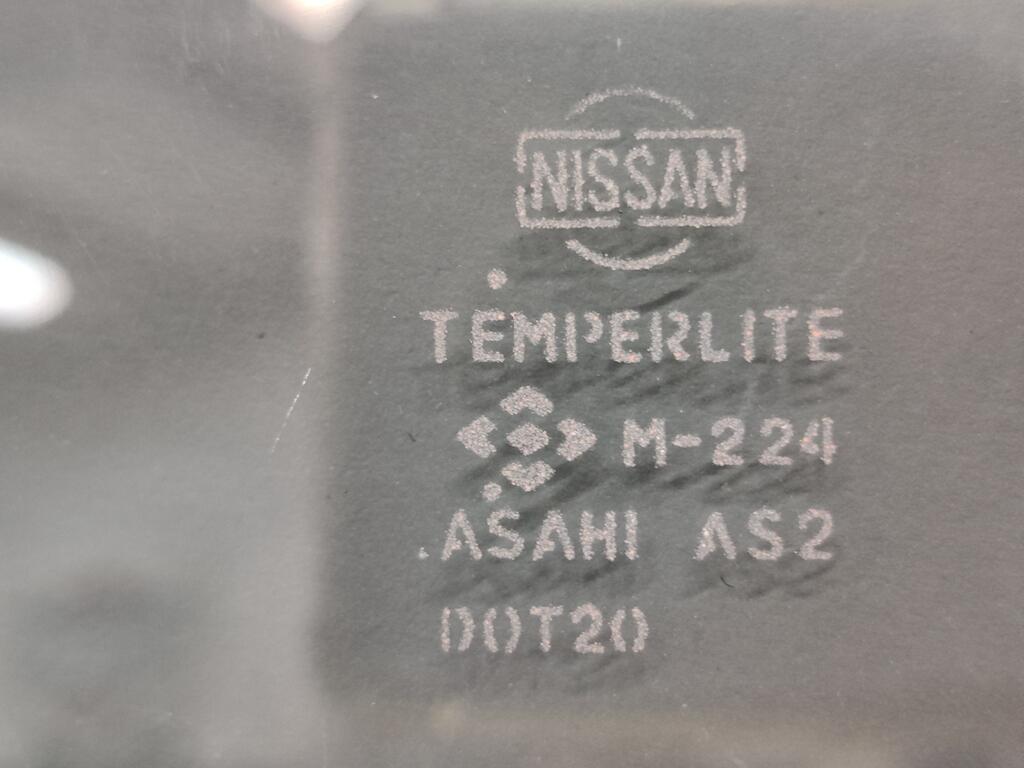 NISSAN
TEMPERLITE
M-224
ASAHI AS2
DOT20